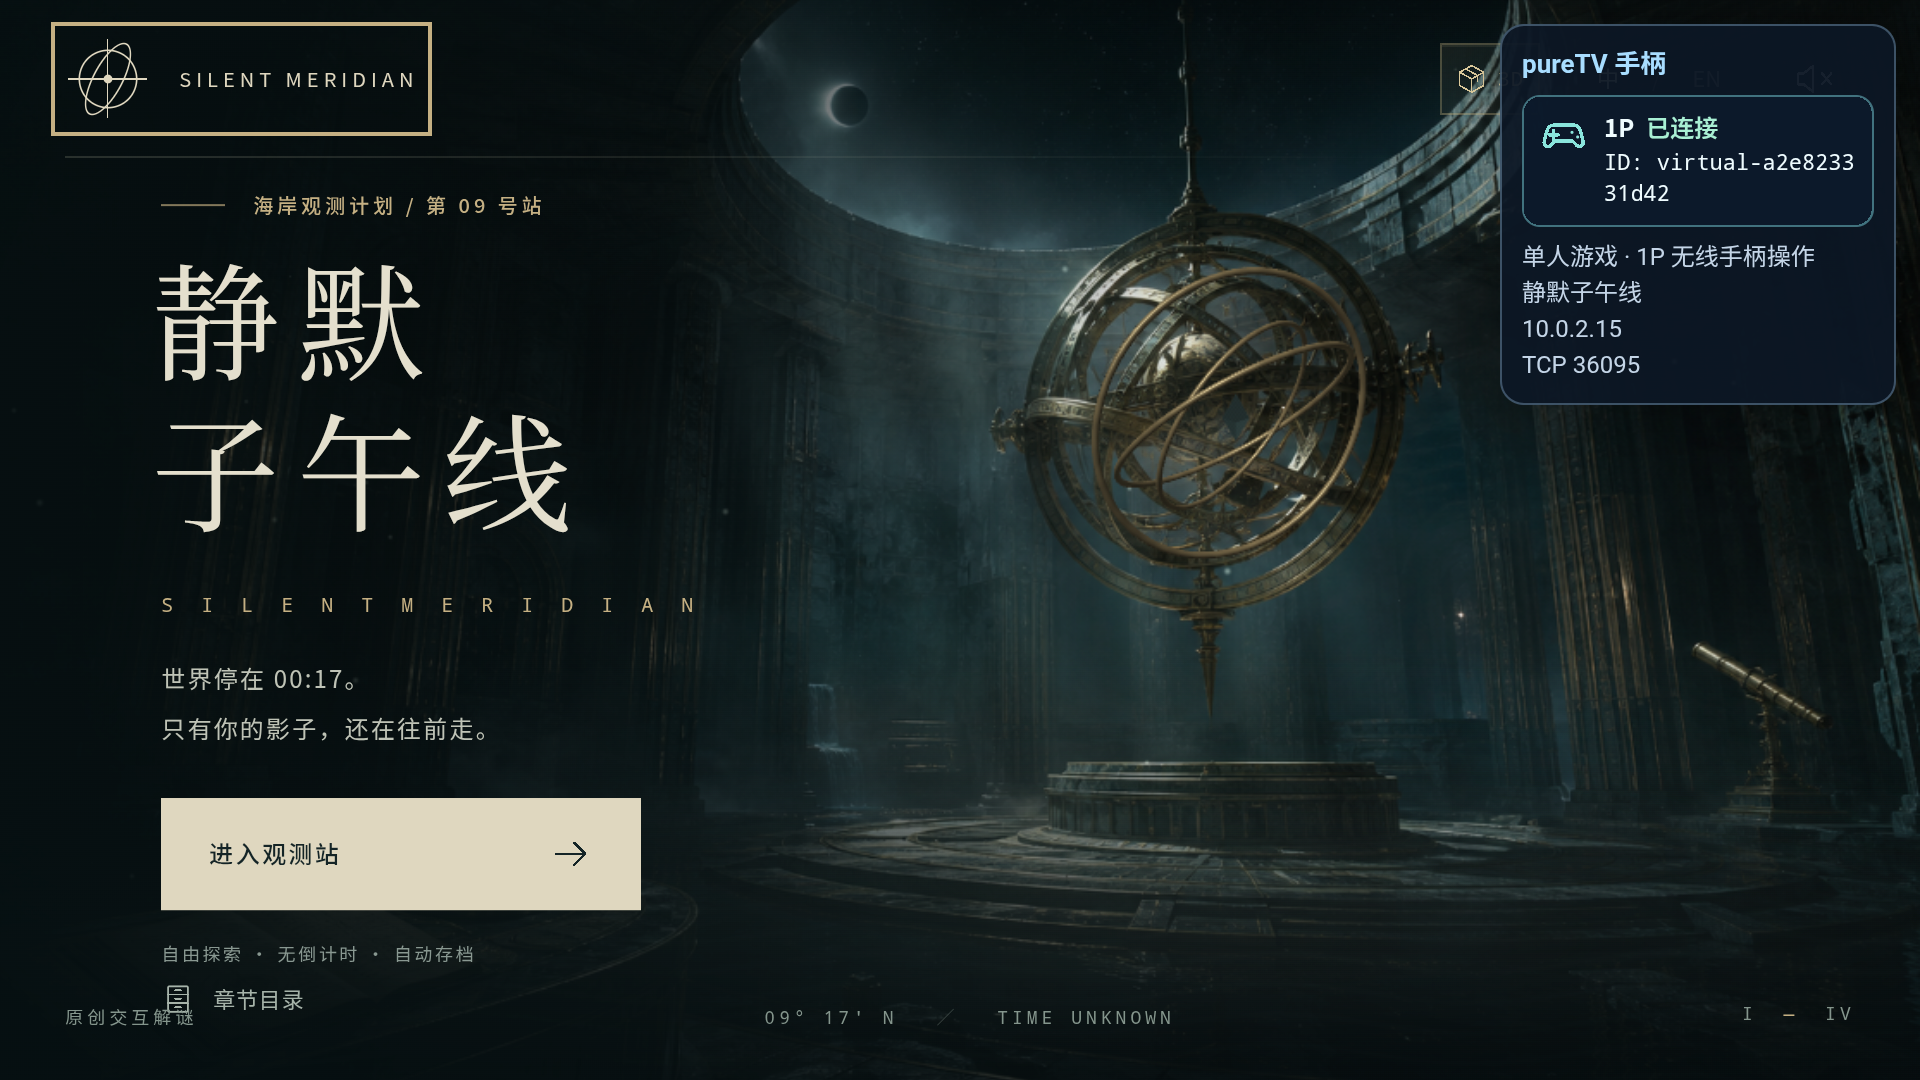 SILENT MERIDIAN
中
EN
pureTV 手柄
1P 已连接
ID: virtual-a2e8233
31d42
单人游戏 · 1P 无线手柄操作
静默子午线
10.0.2.15
TCP 36095
海岸观测计划 / 第 09 号站
静默
子午线
SILENTMERIDIAN
世界停在 00:17。
只有你的影子，还在往前走。
进入观测站
自由探索 · 无倒计时 · 自动存档
章节目录
原创交互解谜
09° 17' N / TIME UNKNOWN
I — IV